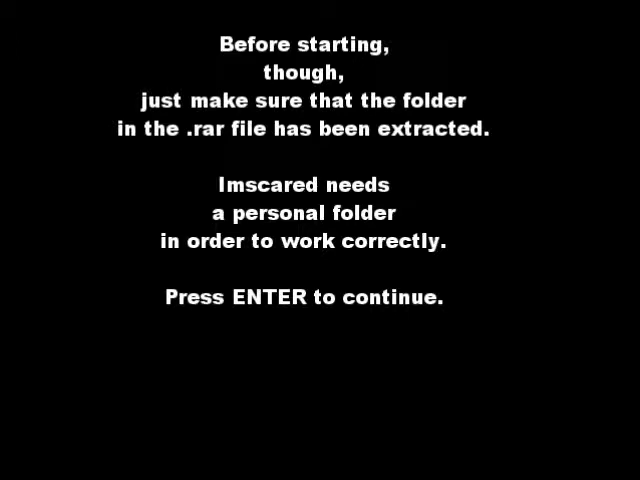 Before starting,
though,
just make sure that the folder
in the .rar file has been extracted.
Imscared needs
a personal folder
in order to work correctly.
Press ENTER to continue.